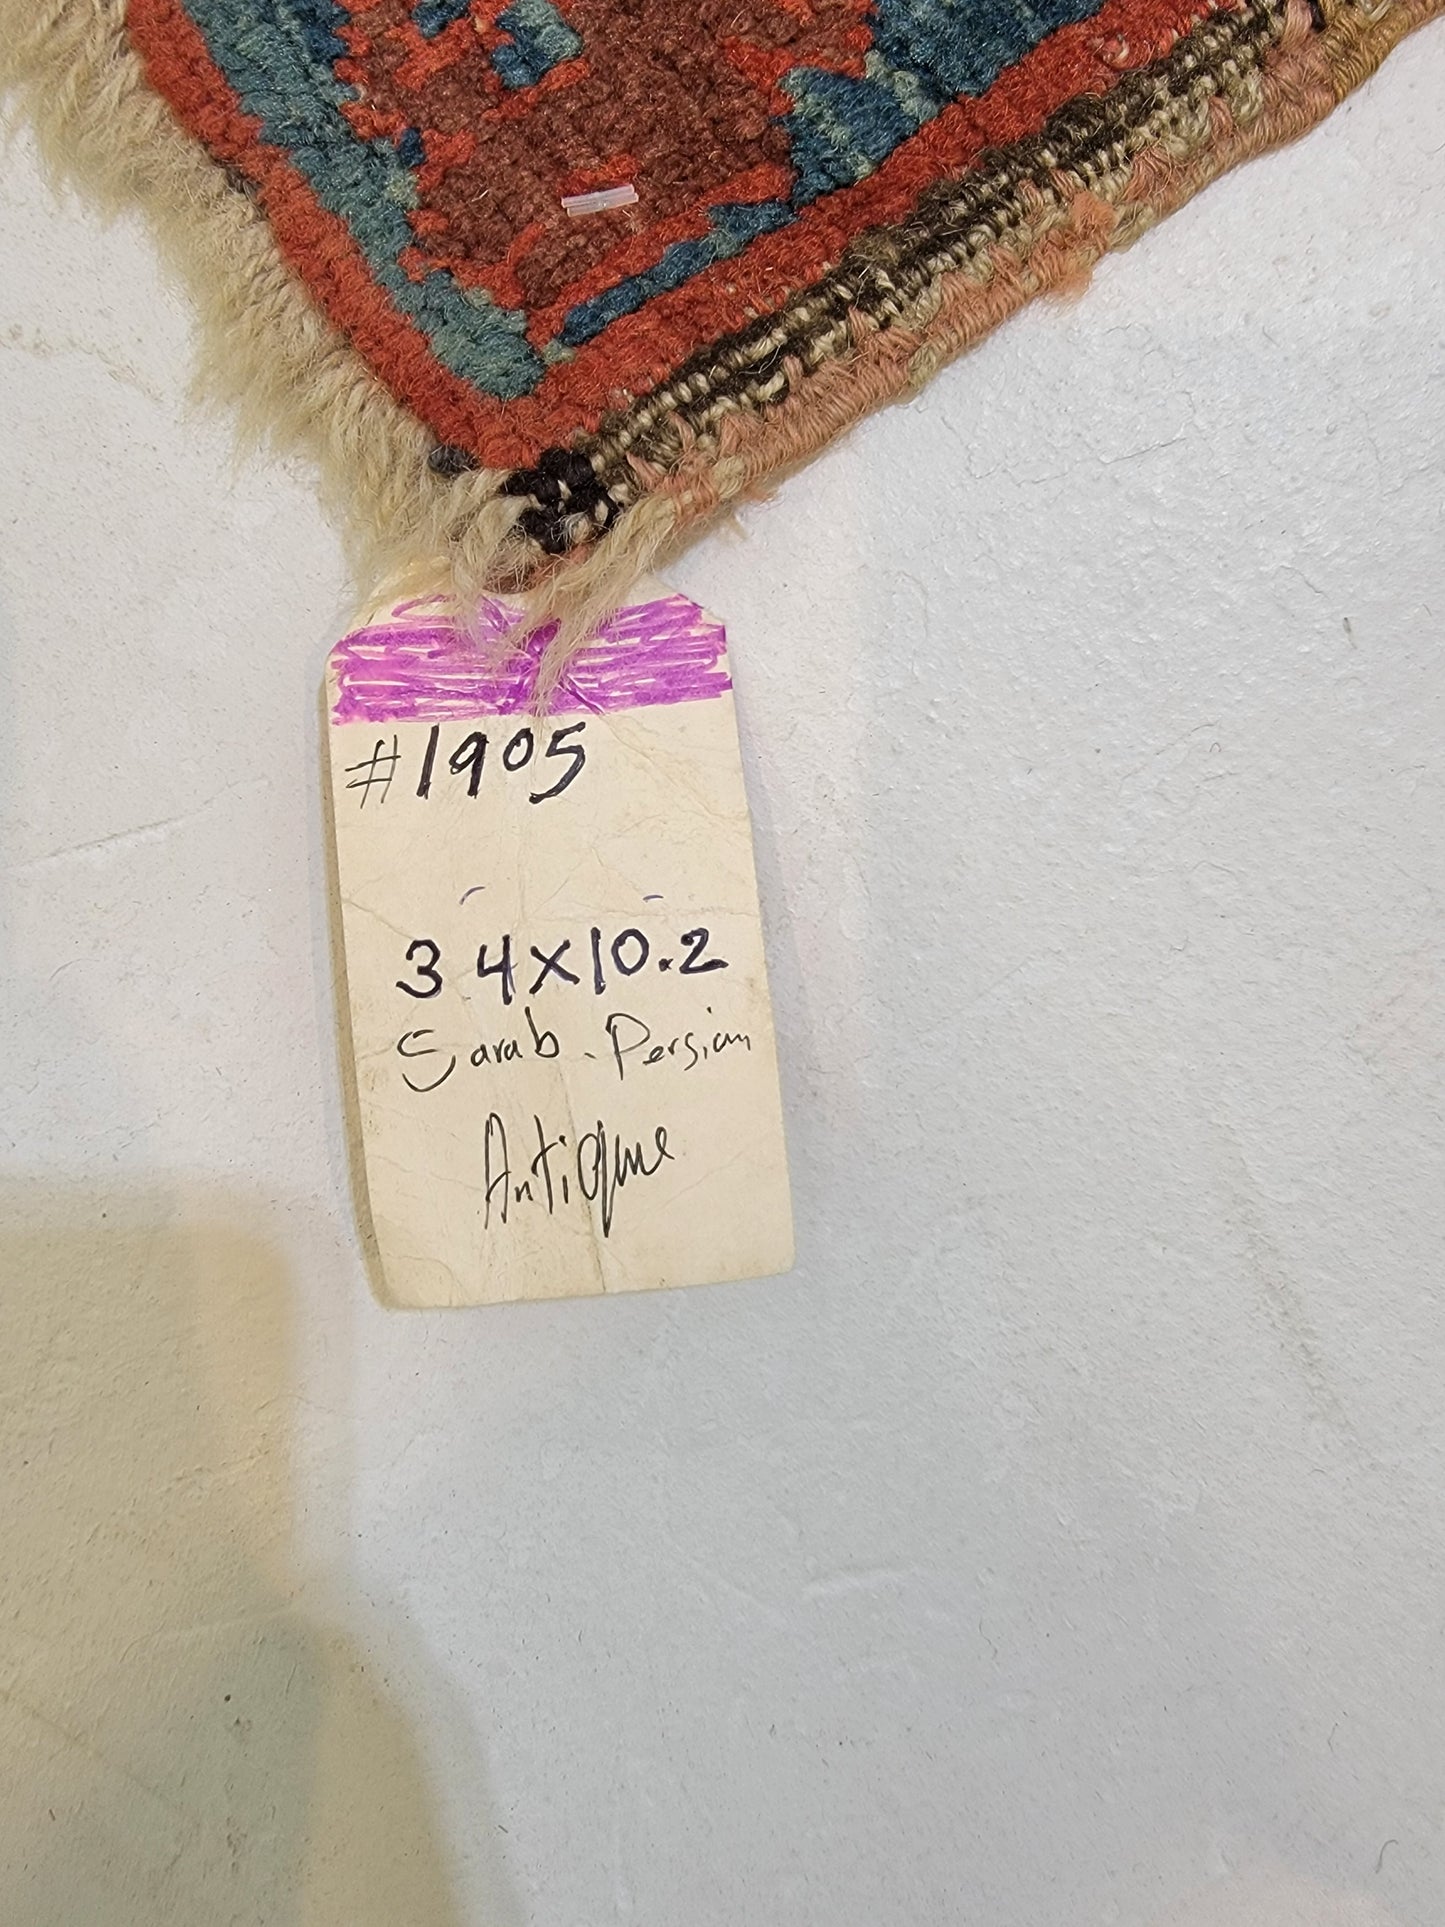 #1905
3 4x10.2
Sarab. Persian
Antique